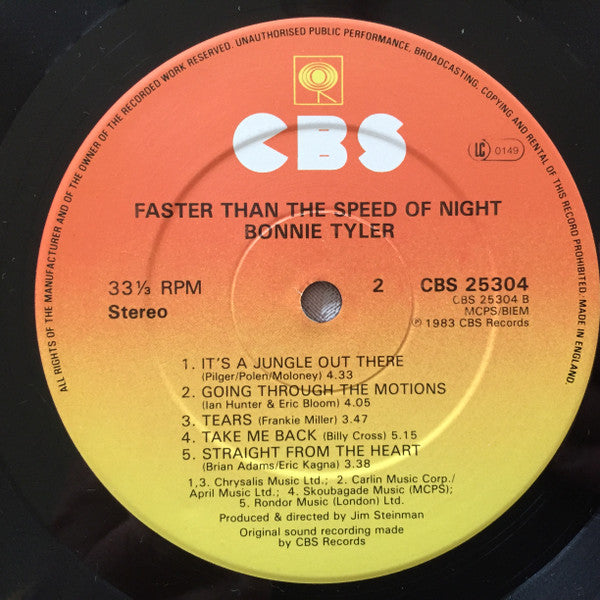 ALL RIGHTS OF THE MANUFACTURER AND OF THE OWNER OF THE RECORDED WORK RESERVED. UNAUTHORISED PUBLIC PERFORMANCE, BROADCASTING, COPYING AND RENTAL OF THIS RECORD PROHIBITED. MADE IN ENGLAND.
CBS
LC 0149
FASTER THAN THE SPEED OF NIGHT
BONNIE TYLER
33⅓ RPM 2 CBS 25304
Stereo CBS 25304 B
MCPS/BIEM
℗ 1983 CBS Records
1. IT'S A JUNGLE OUT THERE
(Pilger/Polen/Moloney) 4.33
2. GOING THROUGH THE MOTIONS
(Ian Hunter & Eric Bloom) 4.05
3. TEARS (Frankie Miller) 3.47
4. TAKE ME BACK (Billy Cross) 5.15
5. STRAIGHT FROM THE HEART
(Brian Adams/Eric Kagna) 3.38
1,3. Chrysalis Music Ltd.; 2. Carlin Music Corp./
April Music Ltd.; 4. Skoubagade Music (MCPS);
5. Rondor Music (London) Ltd.
Produced & directed by Jim Steinman
Original sound recording made
by CBS Records